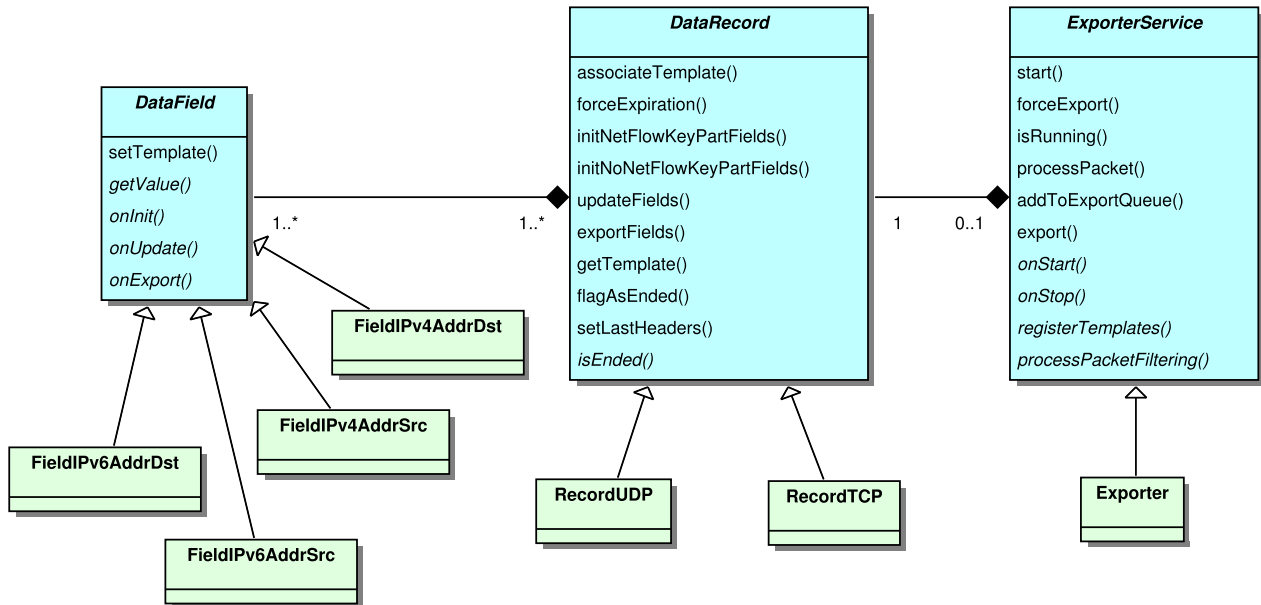 DataField
setTemplate()
getValue()
onInit()
onUpdate()
onExport()
1..*
1..*
DataRecord
associateTemplate()
forceExpiration()
initNetFlowKeyPartFields()
initNoNetFlowKeyPartFields()
updateFields()
exportFields()
getTemplate()
flagAsEnded()
setLastHeaders()
isEnded()
1
0..1
ExporterService
start()
forceExport()
isRunning()
processPacket()
addToExportQueue()
export()
onStart()
onStop()
registerTemplates()
processPacketFiltering()
FieldIPv4AddrDst
FieldIPv4AddrSrc
FieldIPv6AddrDst
FieldIPv6AddrSrc
RecordUDP
RecordTCP
Exporter